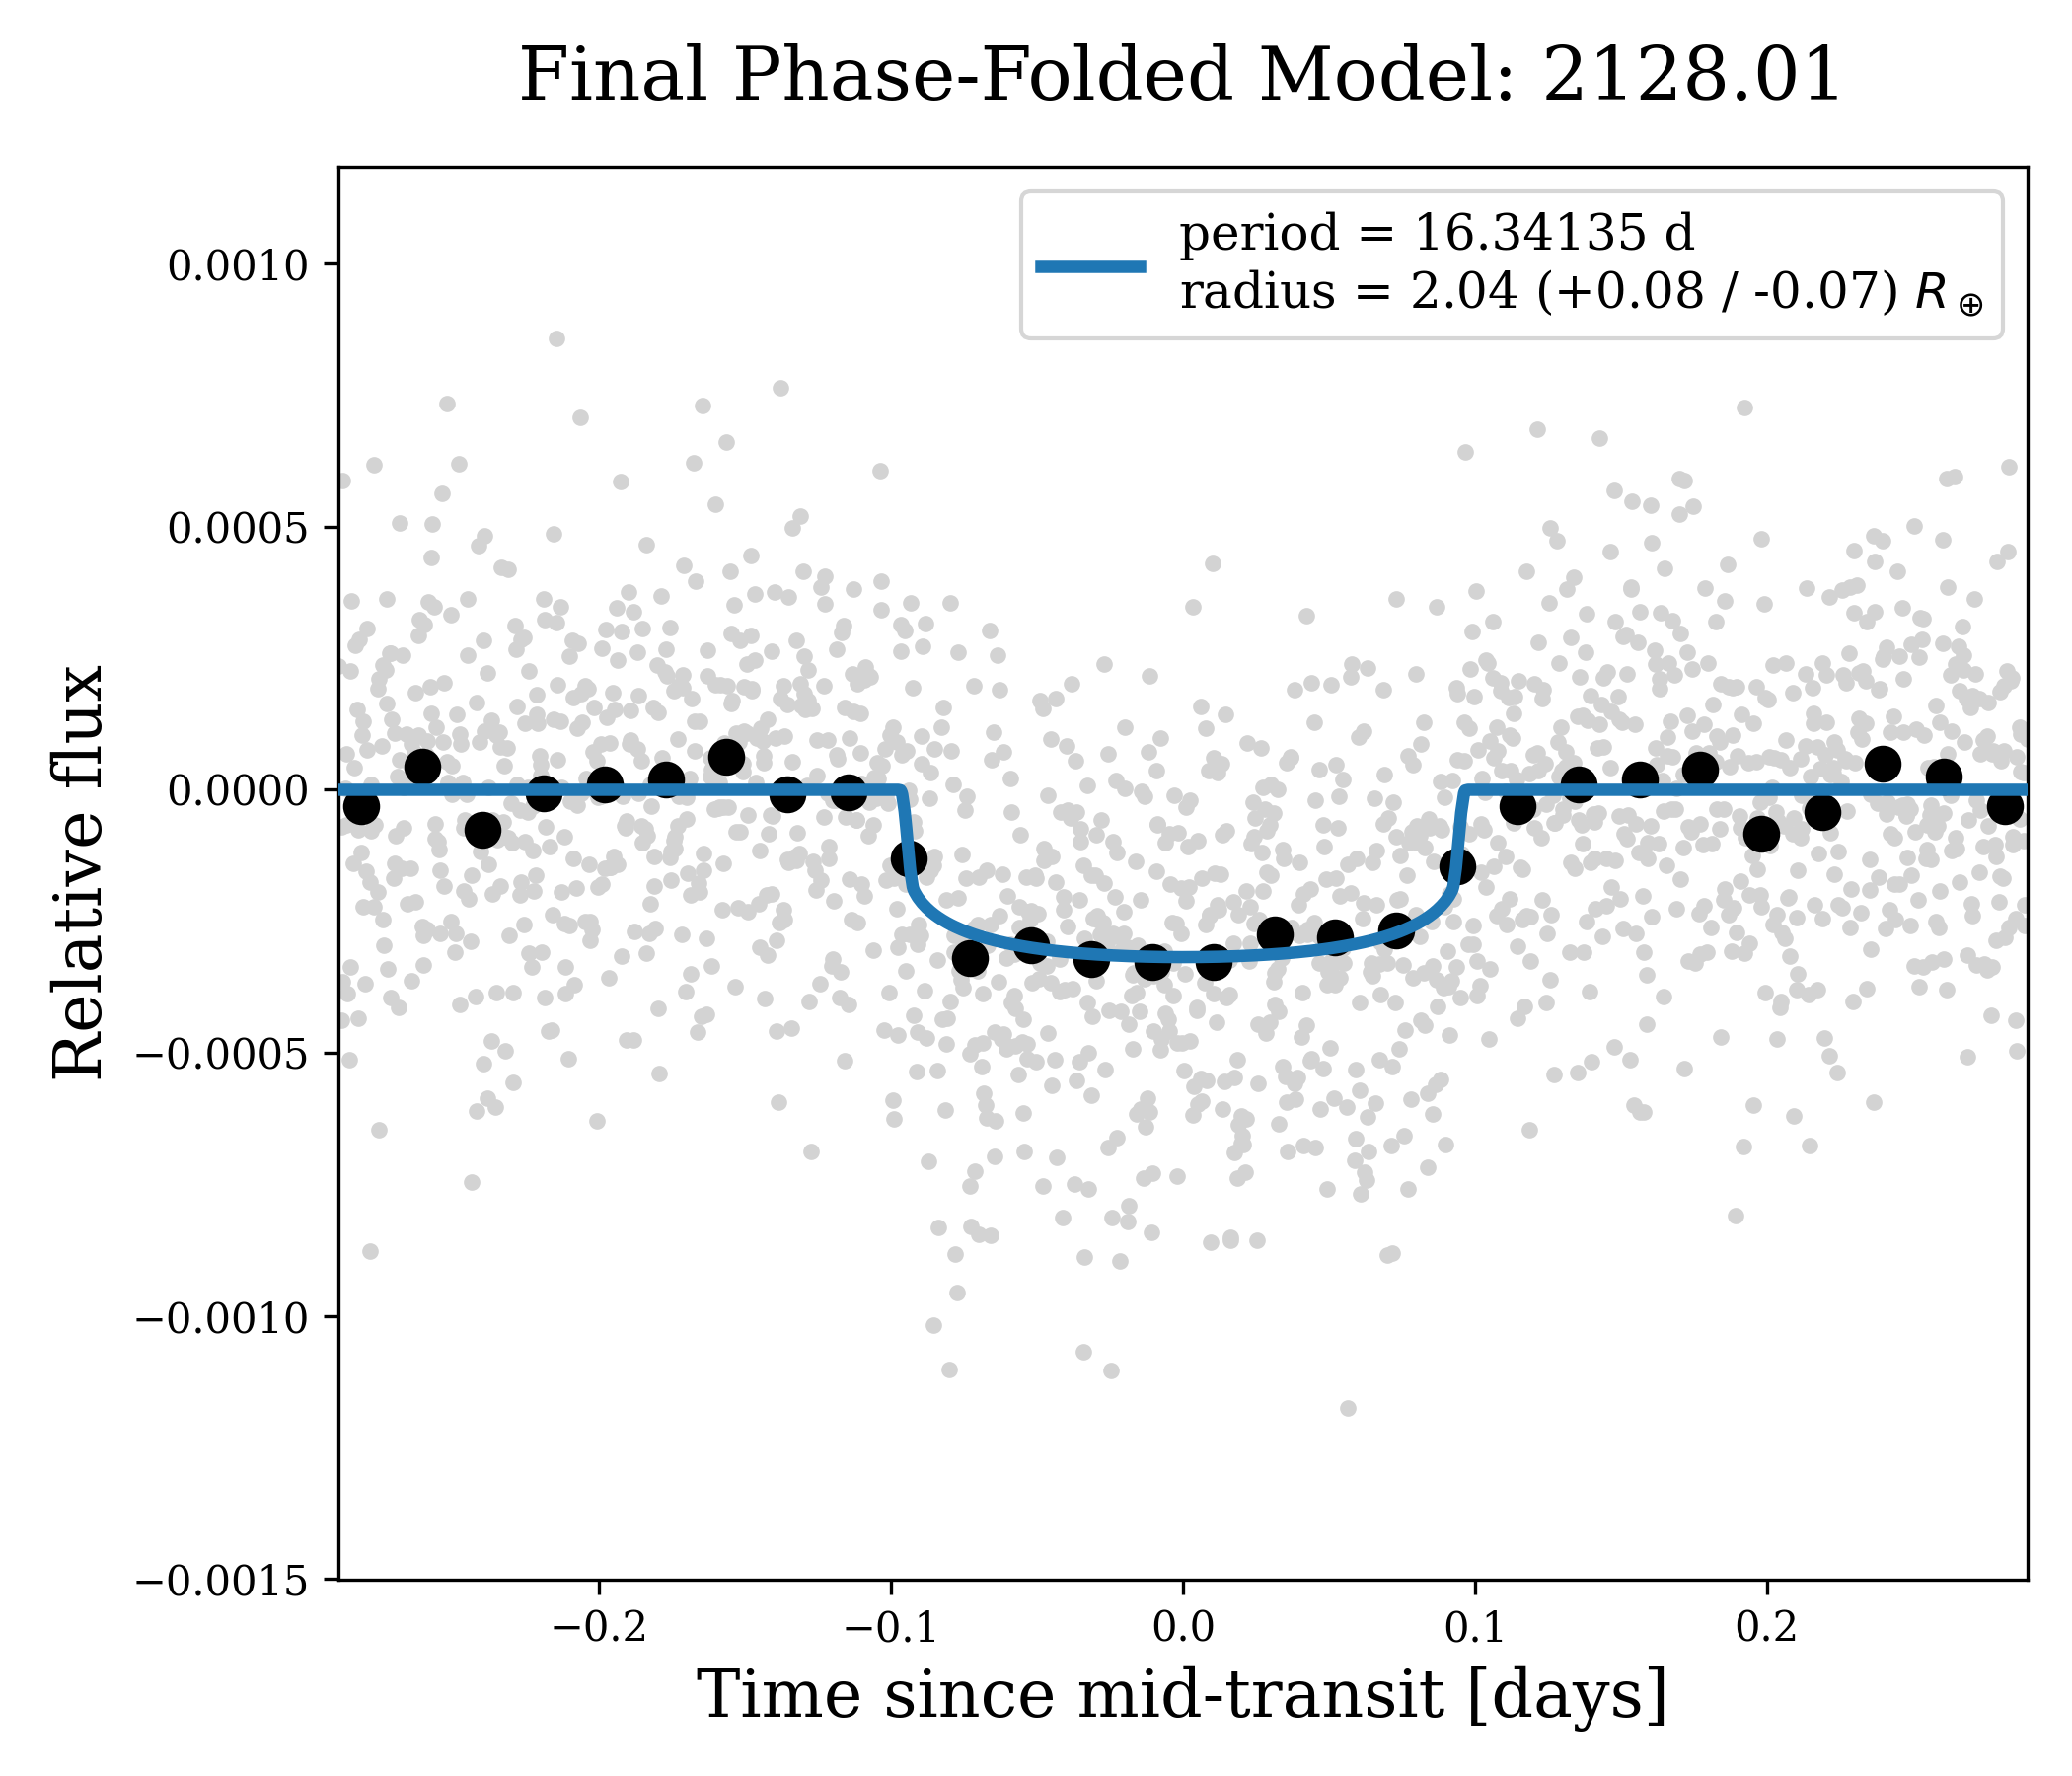 Final Phase-Folded Model: 2128.01
period = 16.34135 d
radius = 2.04 (+0.08 / -0.07) R⊕
0.0010
0.0005
0.0000
−0.0005
−0.0010
−0.0015
Relative flux
−0.2
−0.1
0.0
0.1
0.2
Time since mid-transit [days]